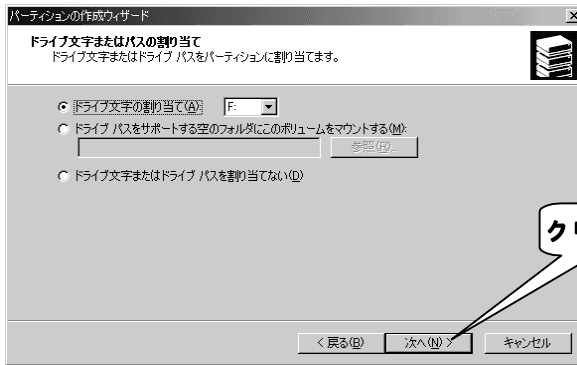 パーティションの作成ウィザード
ドライブ文字またはパスの割り当て
ドライブ文字またはドライブ パスをパーティションに割り当てます。
ドライブ文字の割り当て(A) F:
ドライブ パスをサポートする空のフォルダにこのボリュームをマウントする(M):
参照(R)...
ドライブ文字またはドライブ パスを割り当てない(D)
ク
< 戻る(B) 次へ(N) > キャンセル